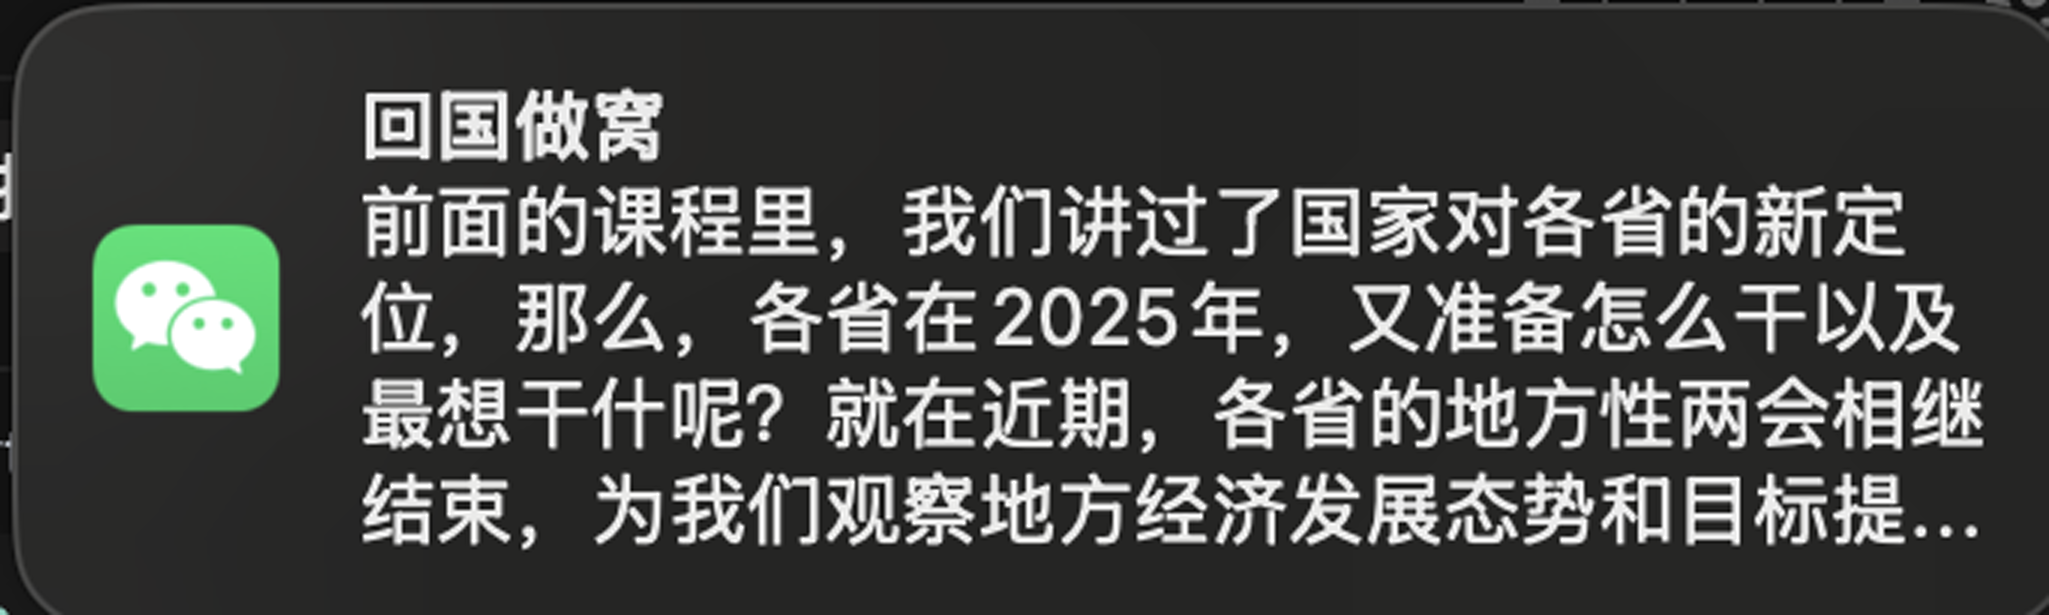 回国做窝
前面的课程里，我们讲过了国家对各省的新定
位，那么，各省在2025年，又准备怎么干以及
最想干什呢？就在近期，各省的地方性两会相继
结束，为我们观察地方经济发展态势和目标提...